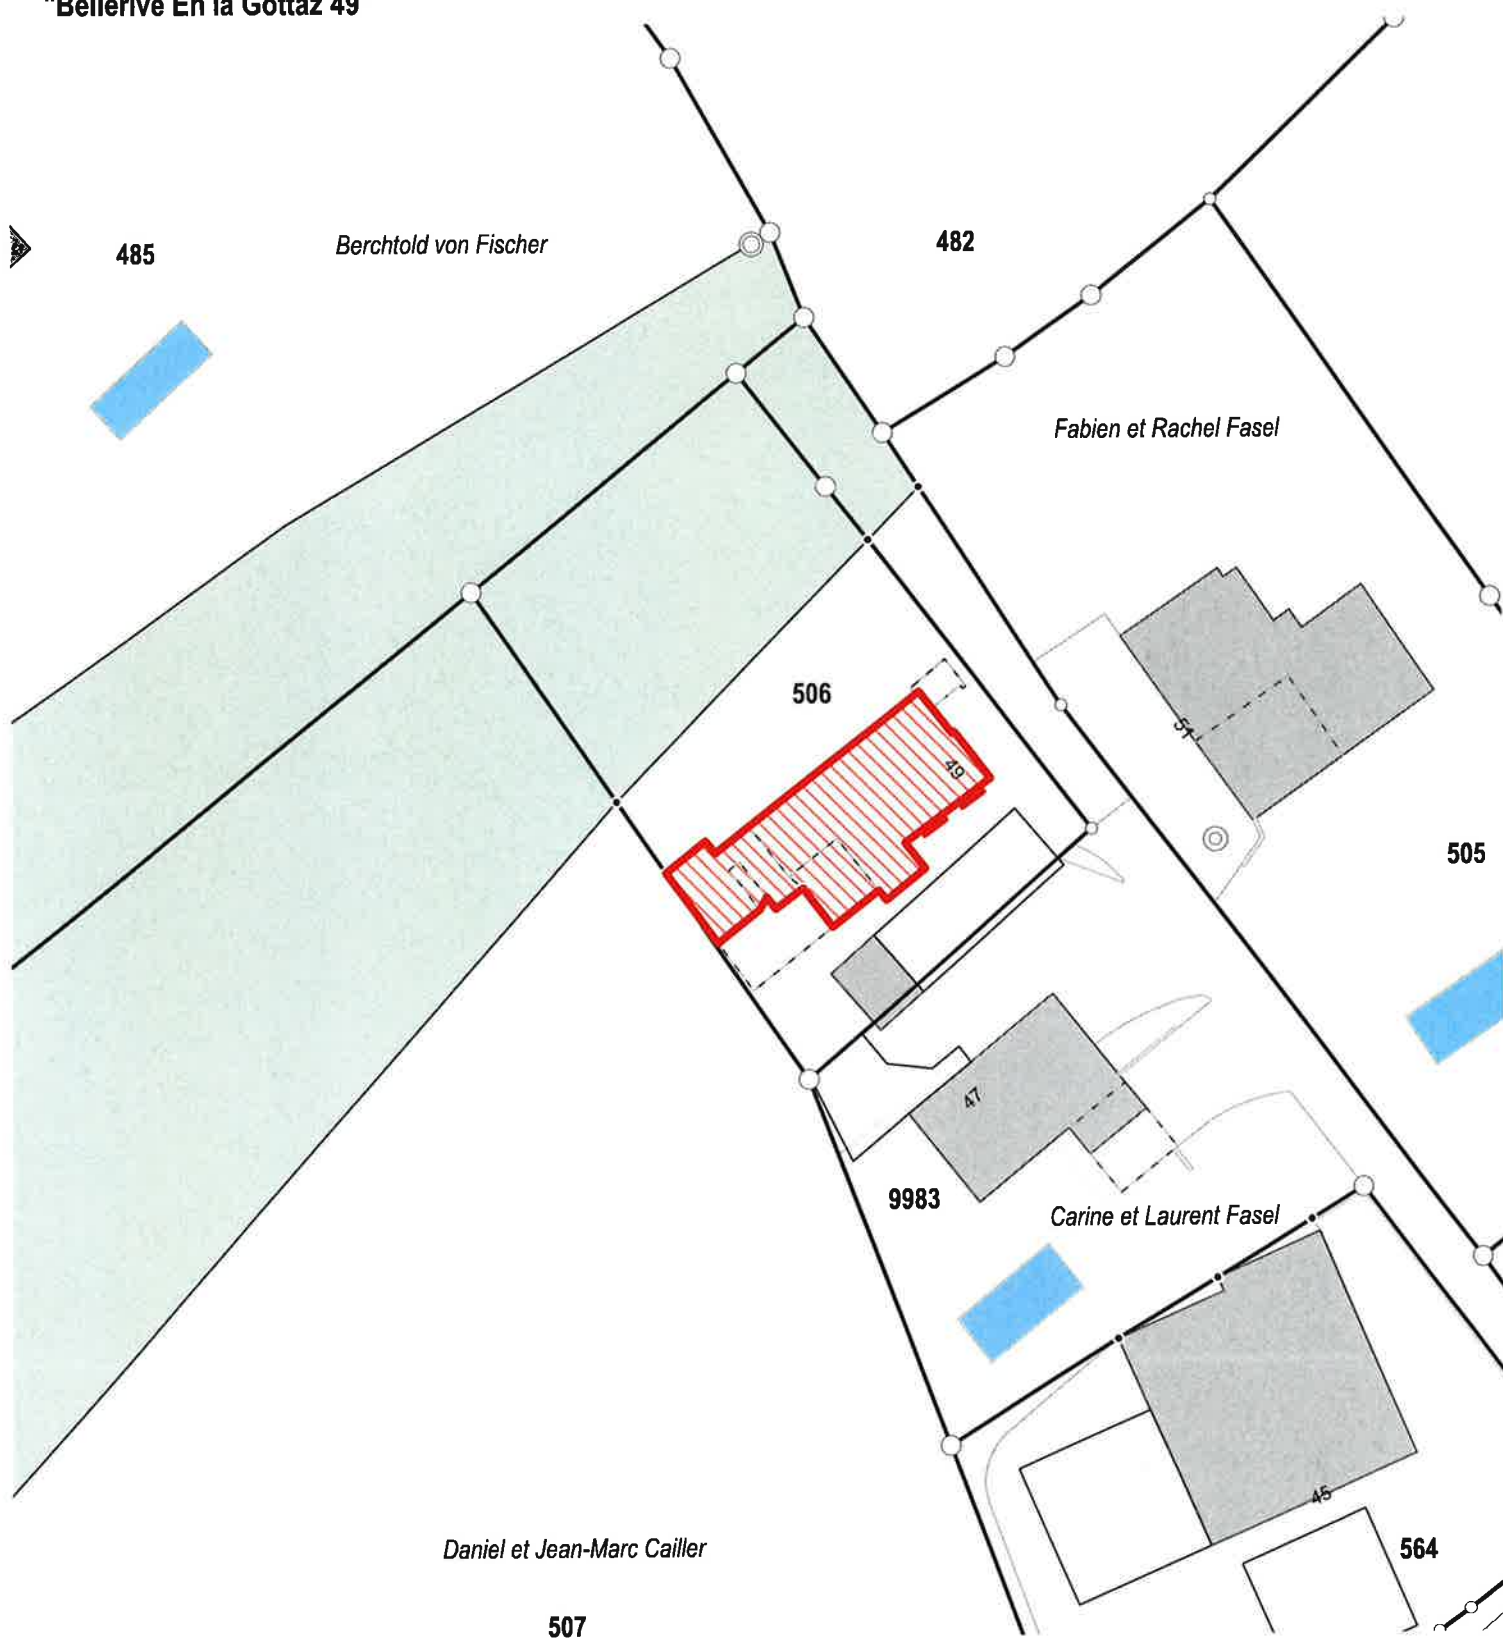 "Bellerive En la Gottaz 49
485
Berchtold von Fischer
482
Fabien et Rachel Fasel
506
51
49
505
47
9983
Carine et Laurent Fasel
45
Daniel et Jean-Marc Cailler
564
507